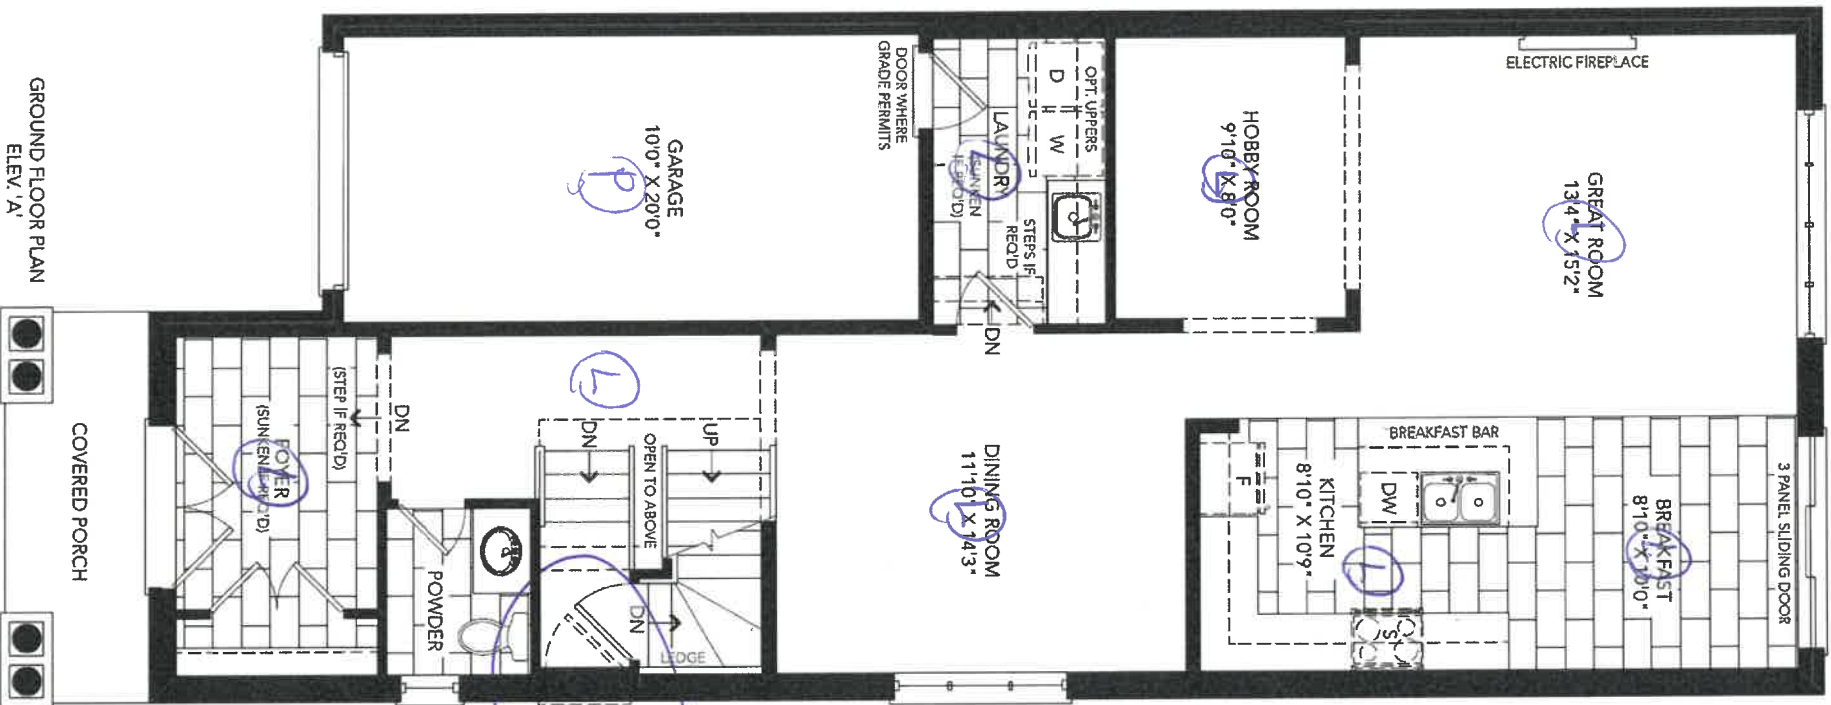 ELECTRIC FIREPLACE
GREAT ROOM
13'4" X 15'2"
3 PANEL SLIDING DOOR
BREAKFAST
8'10" X 10'0"
BREAKFAST BAR
DW
KITCHEN
8'10" X 10'9"
F
S
L
HOBBY ROOM
9'10" X 8'0"
OPT. UPPERS
D
W
LAUNDRY
(SUNKEN
IF REQ'D)
STEPS IF
REQ'D
DN
DINING ROOM
11'10" X 14'3"
DOOR WHERE
GRADE PERMITS
GARAGE
10'0" X 20'0"
P
L
UP
OPEN TO ABOVE
DN
DN
LEDGE
DN
(STEP IF REQ'D)
FOYER
(SUNKEN IF REQ'D)
L
POWDER
COVERED PORCH
GROUND FLOOR PLAN
ELEV. 'A'